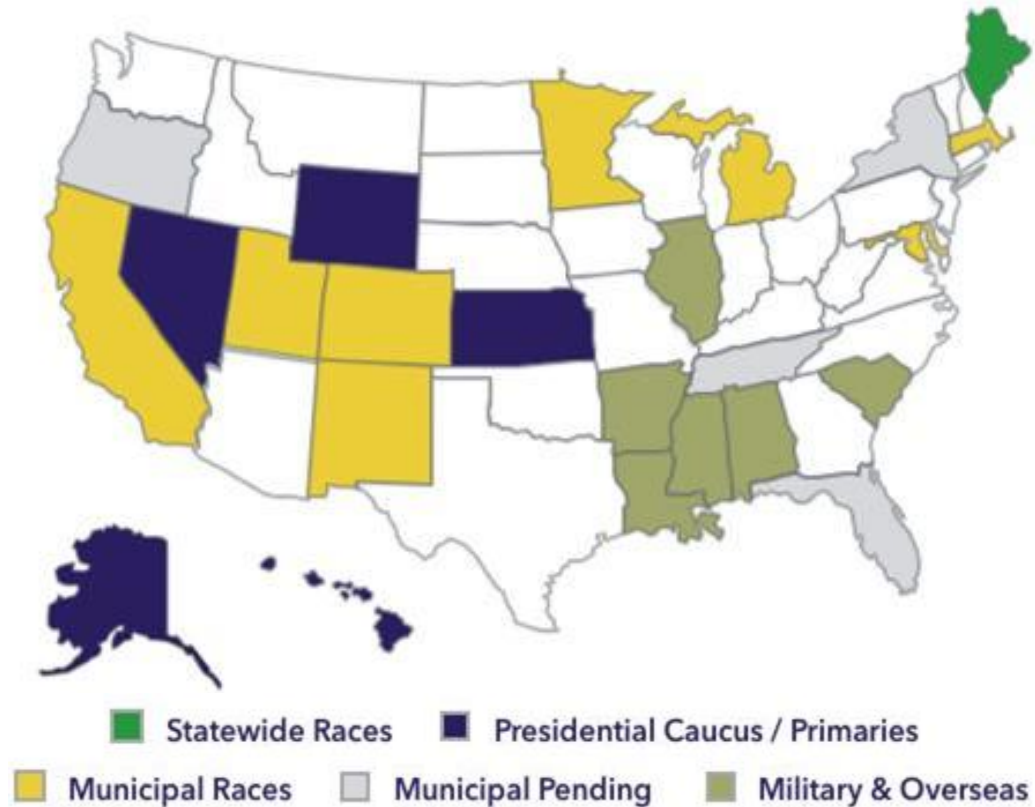 Statewide Races Presidential Caucus / Primaries
Municipal Races Municipal Pending Military & Overseas